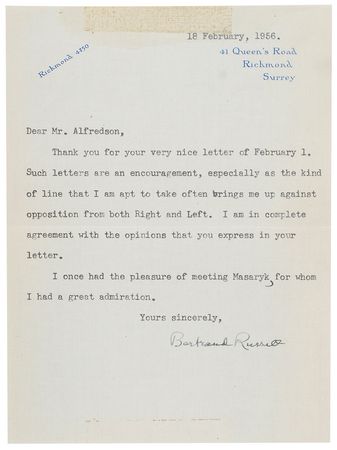 18 February, 1956.
Richmond 4150
41 Queen's Road
Richmond
Surrey
Dear Mr. Alfredson,
Thank you for your very nice letter of February 1.
Such letters are an encouragement, especially as the kind
of line that I am apt to take often brings me up against
opposition from both Right and Left. I am in complete
agreement with the opinions that you express in your
letter.
I once had the pleasure of meeting Masaryk, for whom
I had a great admiration.
Yours sincerely,
Bertrand Russell